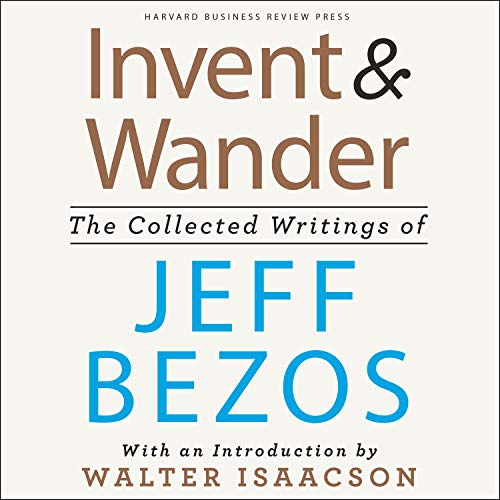 HARVARD BUSINESS REVIEW PRESS
Invent &
Wander
The Collected Writings of
JEFF
BEZOS
With an Introduction by
WALTER ISAACSON